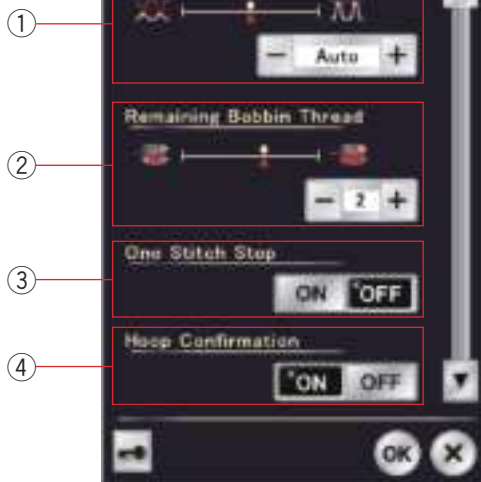 ①
− Auto +
②
Remaining Bobbin Thread
− 2 +
③
One Stitch Stop
ON *OFF
④
Hoop Confirmation
*ON OFF
▼
OK ×